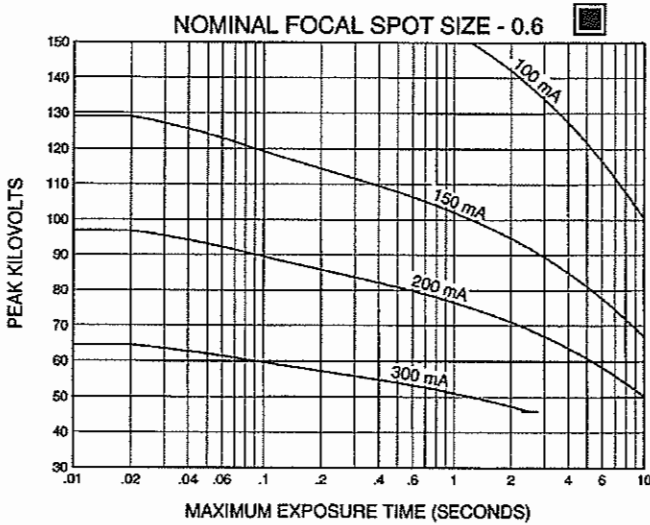 NOMINAL FOCAL SPOT SIZE - 0.6
150
140
130
120
110
100
90
80
70
60
50
40
30
PEAK KILOVOLTS
100 mA
150 mA
200 mA
300 mA
.01 .02 .04 .06 .1 .2 .4 .6 1 2 4 6 10
MAXIMUM EXPOSURE TIME (SECONDS)